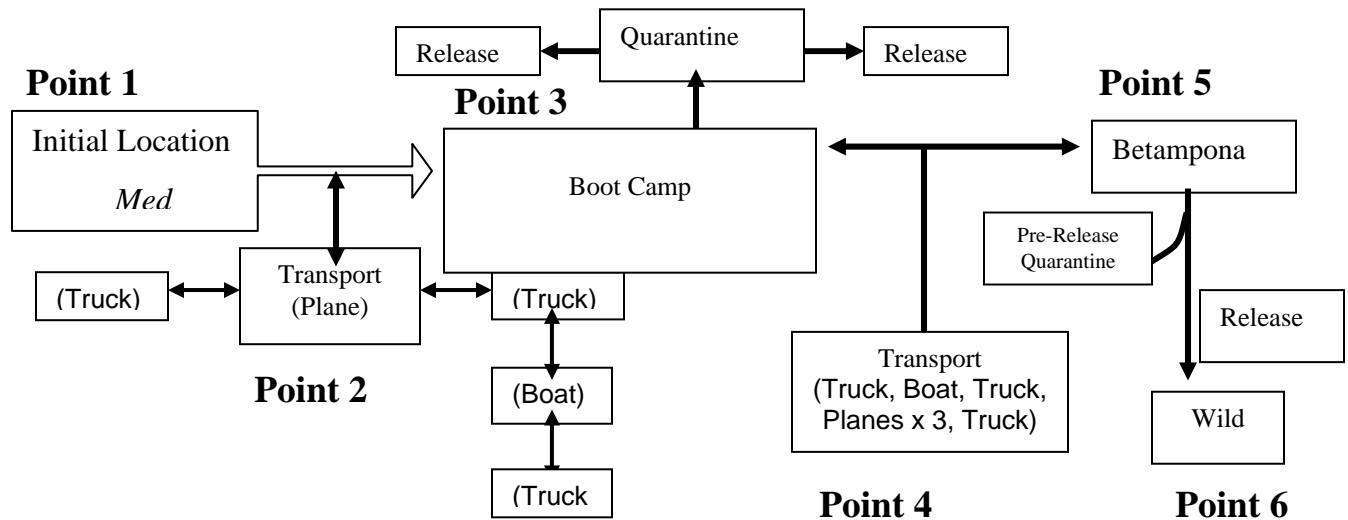 Release
Quarantine
Release
Point 1
Point 3
Point 5
Initial Location
Med
Boot Camp
Betampona
Pre-Release
Quarantine
(Truck)
Transport
(Plane)
(Truck)
Release
Point 2
(Boat)
Transport
(Truck, Boat, Truck,
Planes x 3, Truck)
Wild
(Truck
Point 4
Point 6